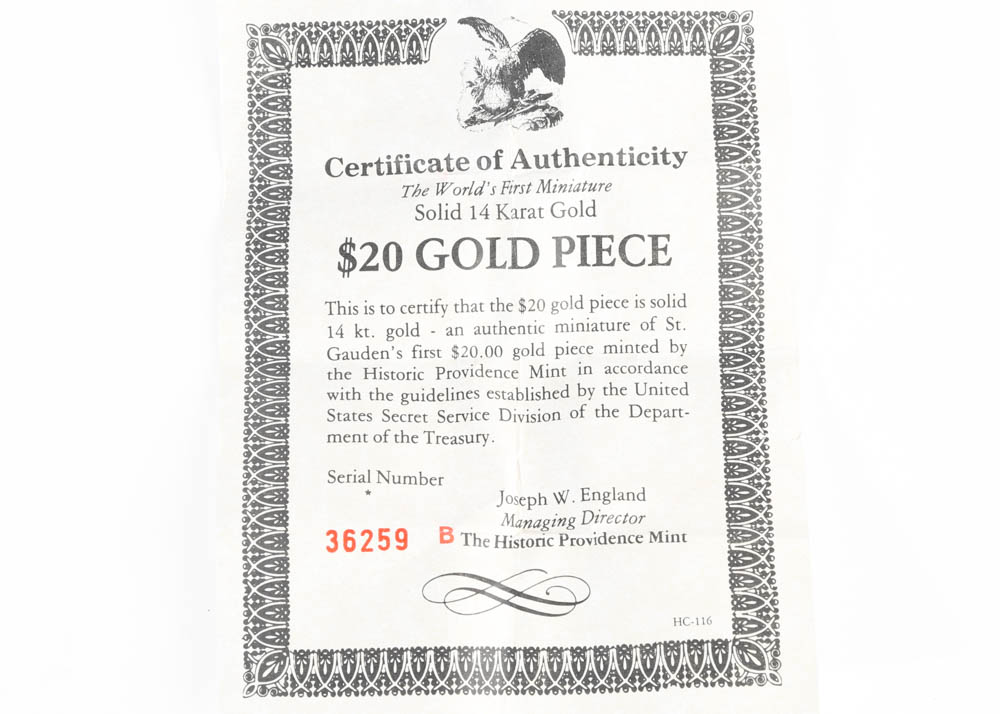 Certificate of Authenticity
The World's First Miniature
Solid 14 Karat Gold
$20 GOLD PIECE
This is to certify that the $20 gold piece is solid
14 kt. gold - an authentic miniature of St.
Gauden's first $20.00 gold piece minted by
the Historic Providence Mint in accordance
with the guidelines established by the United
States Secret Service Division of the Depart-
ment of the Treasury.
Serial Number
*
36259 B
Joseph W. England
Managing Director
The Historic Providence Mint
HC-116